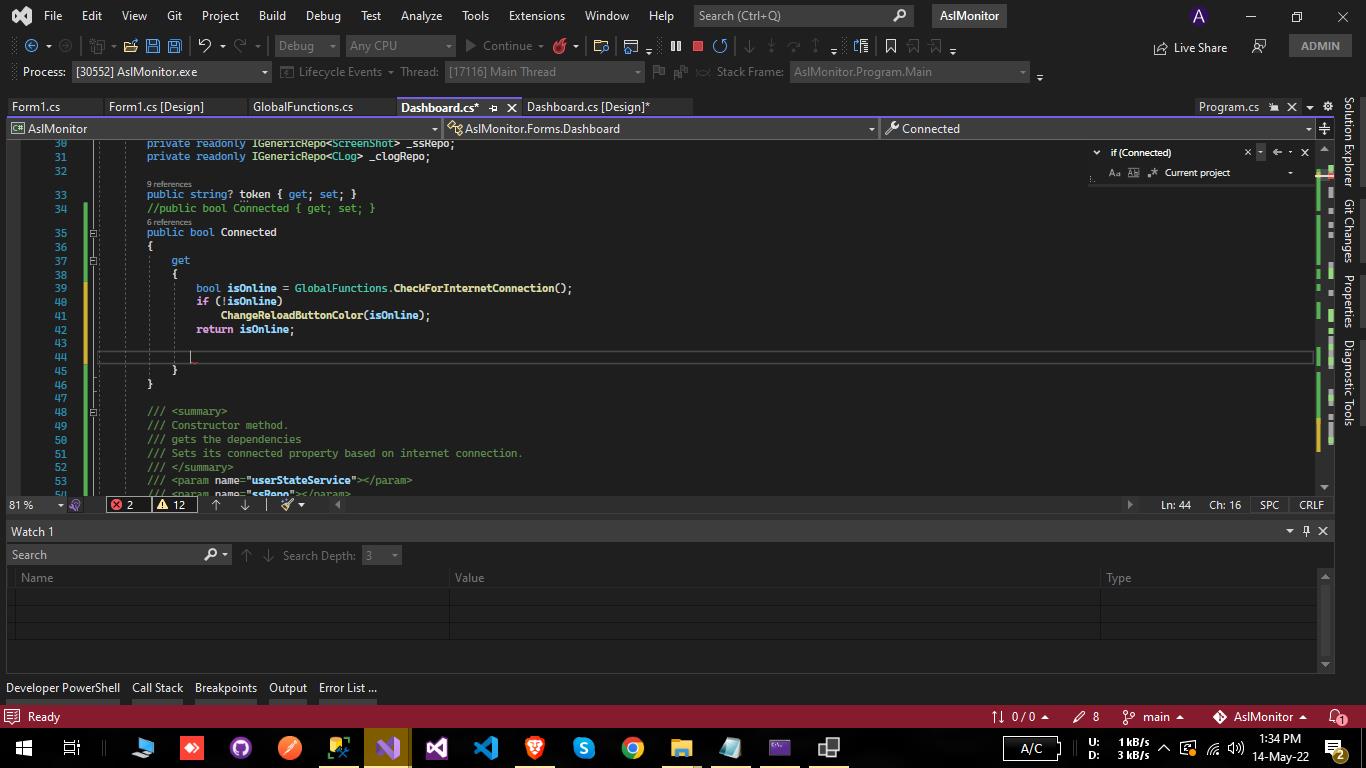 File Edit View Git Project Build Debug Test Analyze Tools Extensions Window Help Search (Ctrl+Q) AslMonitor A
Debug Any CPU Continue Live Share ADMIN
Process: [30552] AslMonitor.exe Lifecycle Events Thread: [17116] Main Thread Stack Frame: AslMonitor.Program.Main
Form1.cs Form1.cs [Design] GlobalFunctions.cs Dashboard.cs* Dashboard.cs [Design]* Program.cs
C# AslMonitor AslMonitor.Forms.Dashboard Connected
30 private readonly IGenericRepo<ScreenShot> _ssRepo;
31 private readonly IGenericRepo<CLog> _clogRepo;
32
9 references
33 public string? token { get; set; }
34 //public bool Connected { get; set; }
6 references
35 public bool Connected
36 {
37 get
38 {
39 bool isOnline = GlobalFunctions.CheckForInternetConnection();
40 if (!isOnline)
41 ChangeReloadButtonColor(isOnline);
42 return isOnline;
43
44
45 }
46 }
47
48 /// <summary>
49 /// Constructor method.
50 /// gets the dependencies
51 /// Sets its connected property based on internet connection.
52 /// </summary>
53 /// <param name="userStateService"></param>
54 /// <param name="ssRepo"></param>
if (Connected)
Aa Current project
Solution Explorer
Git Changes
Properties
Diagnostic Tools
81 % 2 12 Ln: 44 Ch: 16 SPC CRLF
Watch 1
Search Search Depth: 3
Name Value Type
Developer PowerShell Call Stack Breakpoints Output Error List ...
Ready 0 / 0 8 main AslMonitor 1
A/C U: 1 kB/s D: 3 kB/s 1:34 PM 14-May-22 2